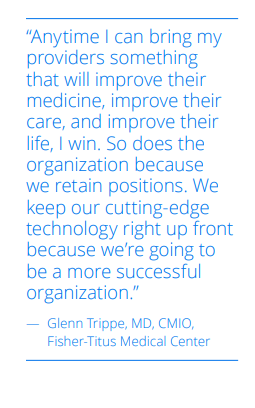 “Anytime I can bring my
providers something
that will improve their
medicine, improve their
care, and improve their
life, I win. So does the
organization because
we retain positions. We
keep our cutting-edge
technology right up front
because we’re going to
be a more successful
organization.”
— Glenn Trippe, MD, CMIO,
Fisher-Titus Medical Center